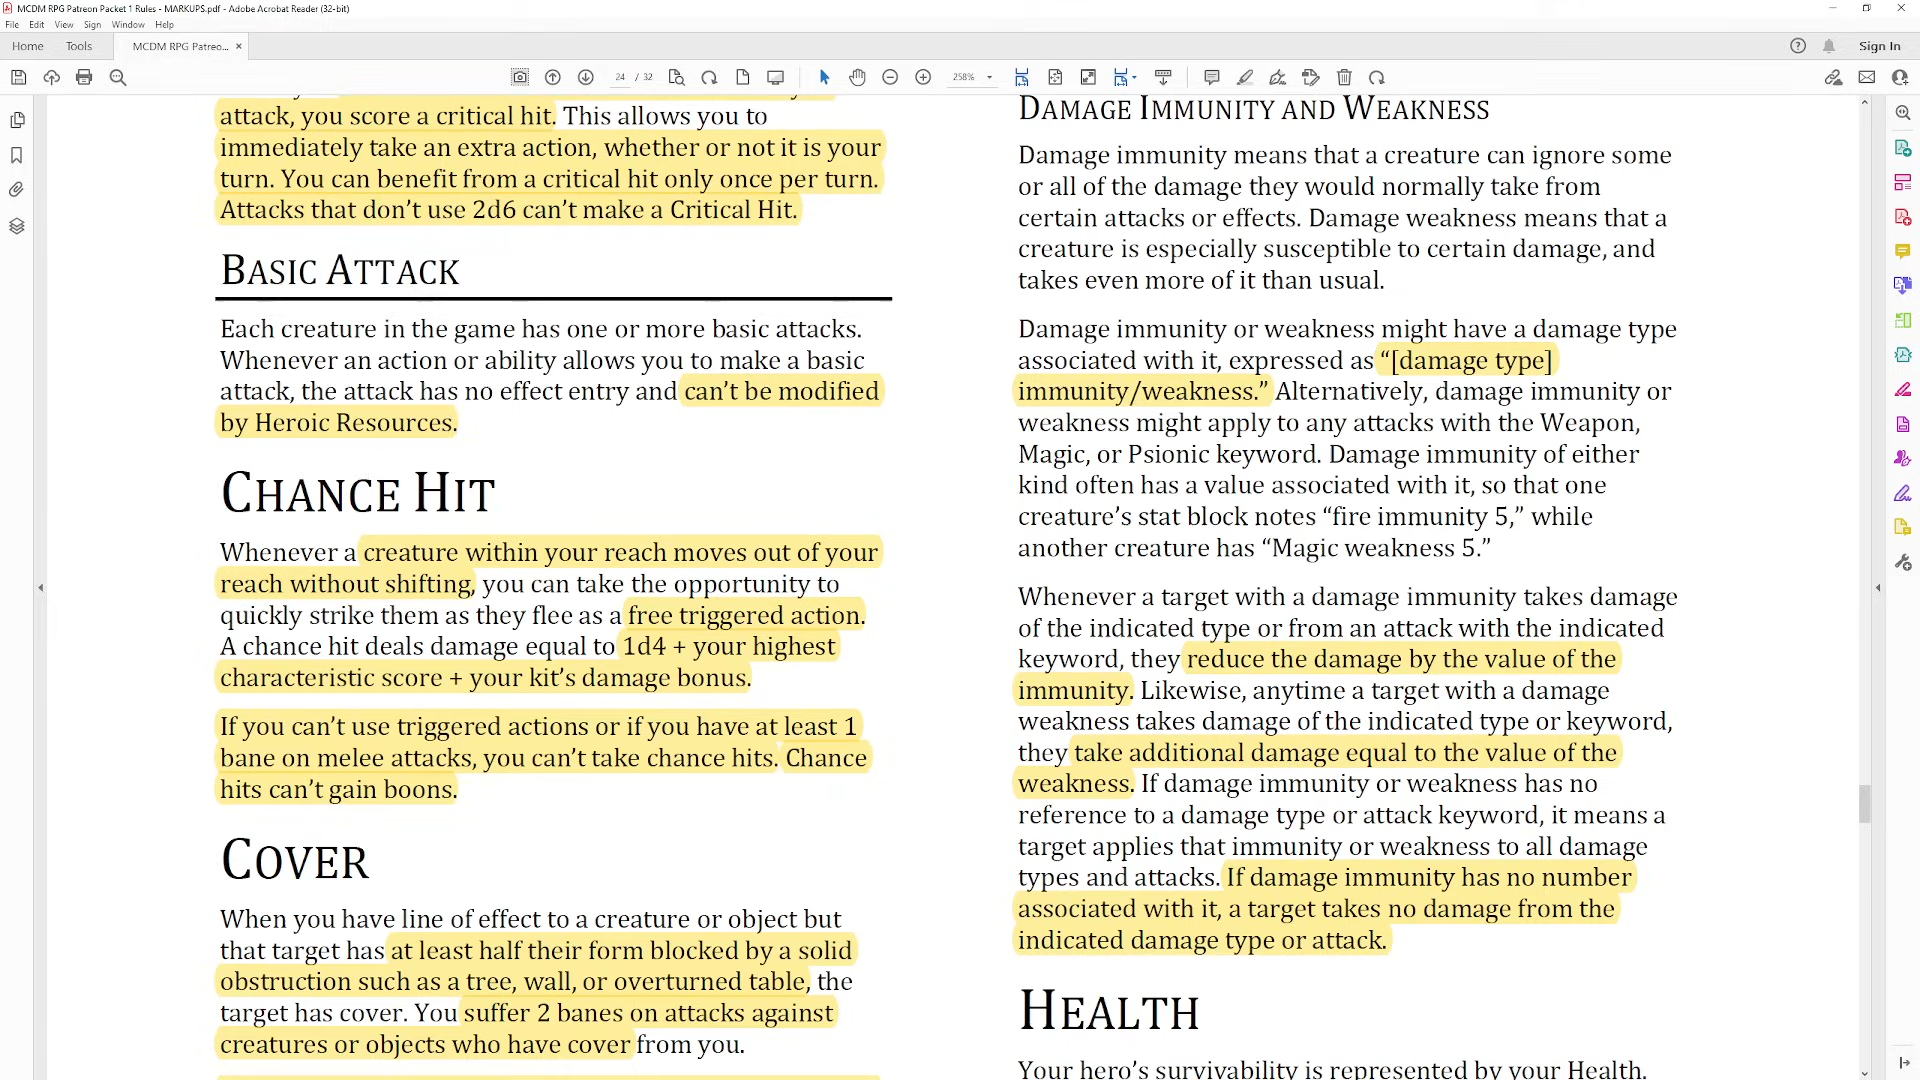 MCDM RPG Patreon Packet 1 Rules - MARKUPS.pdf - Adobe Acrobat Reader (32-bit)
File Edit View Sign Window Help
Home Tools MCDM RPG Patreo... × Sign In
24 / 32 258%
attack, you score a critical hit. This allows you to
immediately take an extra action, whether or not it is your
turn. You can benefit from a critical hit only once per turn.
Attacks that don’t use 2d6 can’t make a Critical Hit.
BASIC ATTACK
Each creature in the game has one or more basic attacks.
Whenever an action or ability allows you to make a basic
attack, the attack has no effect entry and can’t be modified
by Heroic Resources.
CHANCE HIT
Whenever a creature within your reach moves out of your
reach without shifting, you can take the opportunity to
quickly strike them as they flee as a free triggered action.
A chance hit deals damage equal to 1d4 + your highest
characteristic score + your kit’s damage bonus.
If you can’t use triggered actions or if you have at least 1
bane on melee attacks, you can’t take chance hits. Chance
hits can’t gain boons.
COVER
When you have line of effect to a creature or object but
that target has at least half their form blocked by a solid
obstruction such as a tree, wall, or overturned table, the
target has cover. You suffer 2 banes on attacks against
creatures or objects who have cover from you.
DAMAGE IMMUNITY AND WEAKNESS
Damage immunity means that a creature can ignore some
or all of the damage they would normally take from
certain attacks or effects. Damage weakness means that a
creature is especially susceptible to certain damage, and
takes even more of it than usual.
Damage immunity or weakness might have a damage type
associated with it, expressed as “[damage type]
immunity/weakness.” Alternatively, damage immunity or
weakness might apply to any attacks with the Weapon,
Magic, or Psionic keyword. Damage immunity of either
kind often has a value associated with it, so that one
creature’s stat block notes “fire immunity 5,” while
another creature has “Magic weakness 5.”
Whenever a target with a damage immunity takes damage
of the indicated type or from an attack with the indicated
keyword, they reduce the damage by the value of the
immunity. Likewise, anytime a target with a damage
weakness takes damage of the indicated type or keyword,
they take additional damage equal to the value of the
weakness. If damage immunity or weakness has no
reference to a damage type or attack keyword, it means a
target applies that immunity or weakness to all damage
types and attacks. If damage immunity has no number
associated with it, a target takes no damage from the
indicated damage type or attack.
HEALTH
Your hero’s survivability is represented by your Health.